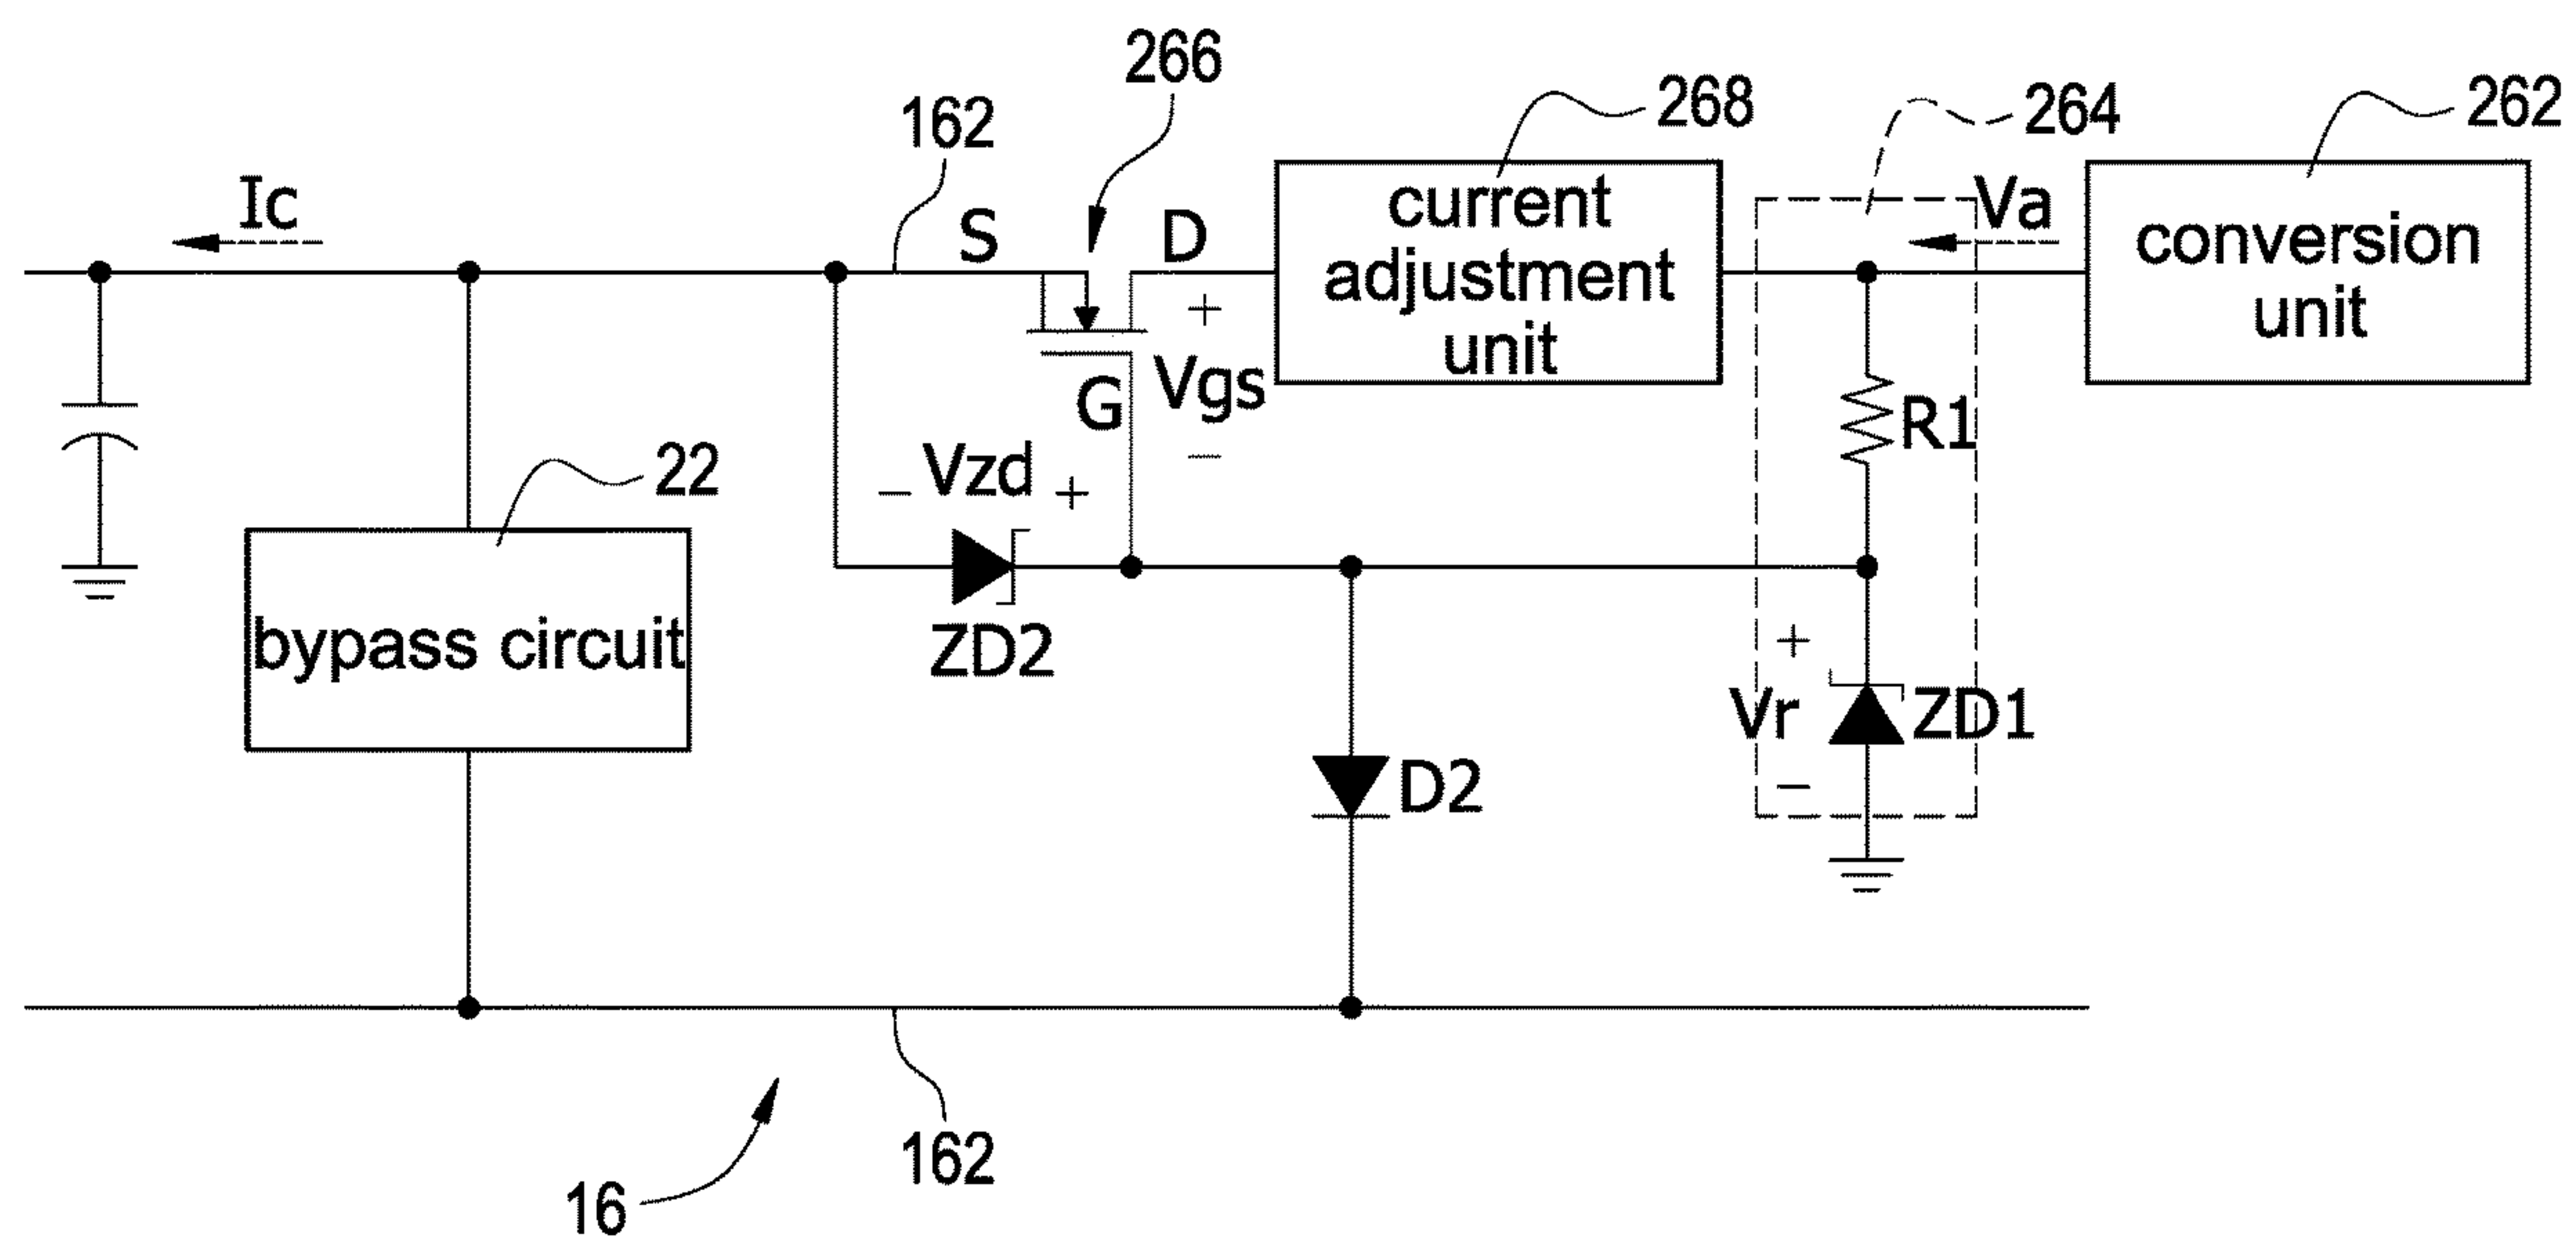 266
162
268
264
262
Ic
S
D
current
adjustment
unit
Va
conversion
unit
+
Vgs
−
G
R1
22
− Vzd +
ZD2
bypass circuit
+
Vr
−
ZD1
D2
162
16